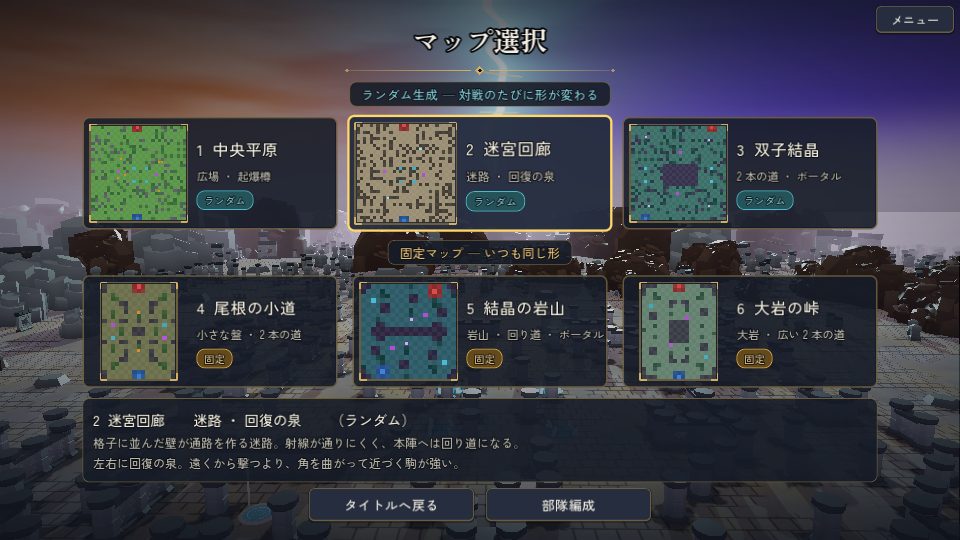 メニュー
マップ選択
ランダム生成 — 対戦のたびに形が変わる
1 中央平原
広場 ・ 起爆樽
ランダム
2 迷宮回廊
迷路 ・ 回復の泉
ランダム
3 双子結晶
2本の道 ・ ポータル
ランダム
固定マップ — いつも同じ形
4 尾根の小道
小さな盤 ・ 2本の道
固定
5 結晶の岩山
岩山 ・ 回り道 ・ ポータル
固定
6 大岩の峠
大岩 ・ 広い2本の道
固定
2 迷宮回廊 迷路 ・ 回復の泉 （ランダム）
格子に並んだ壁が通路を作る迷路。射線が通りにくく、本陣へは回り道になる。
左右に回復の泉。遠くから撃つより、角を曲がって近づく駒が強い。
タイトルへ戻る
部隊編成